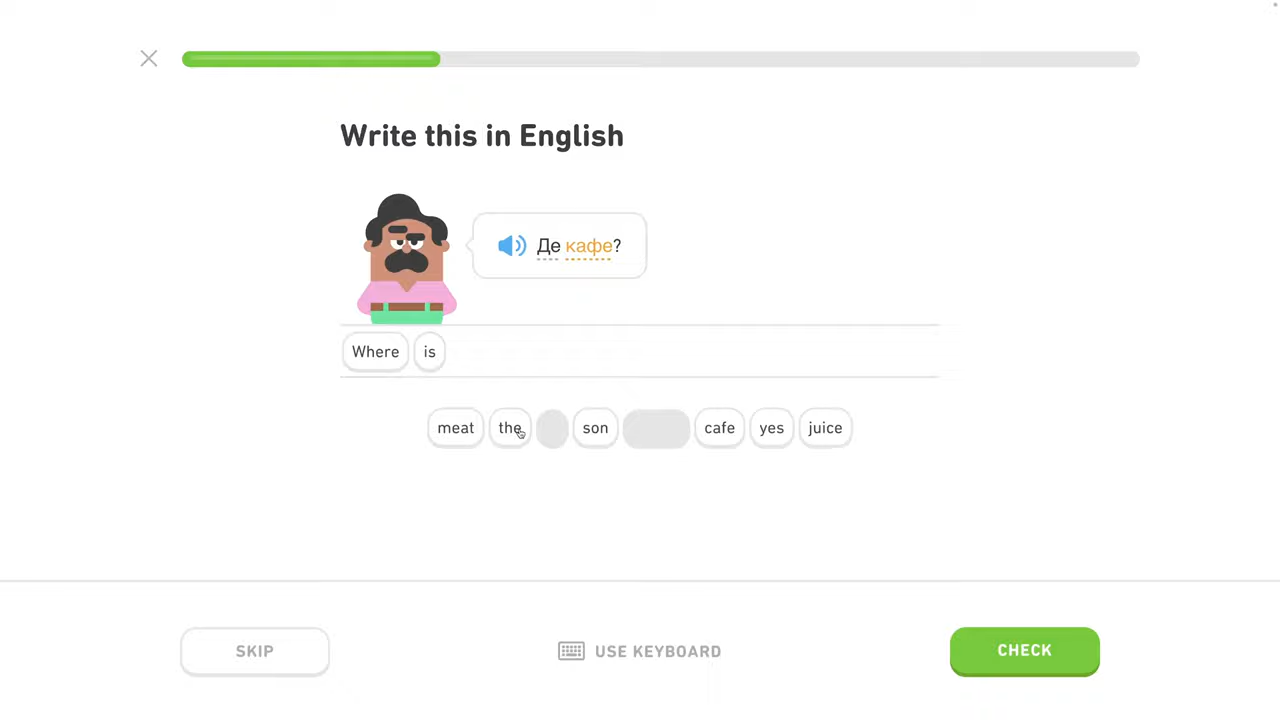 Write this in English
Де кафе?
Where is
meat the son cafe yes juice
SKIP USE KEYBOARD CHECK